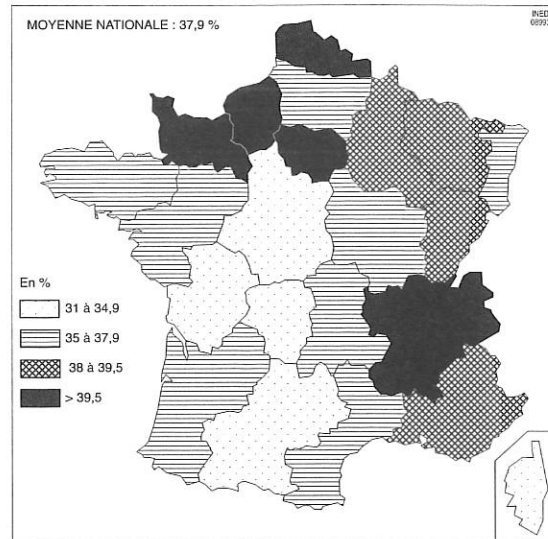 MOYENNE NATIONALE : 37,9 %
INED
En %
31 à 34,9
35 à 37,9
38 à 39,5
> 39,5